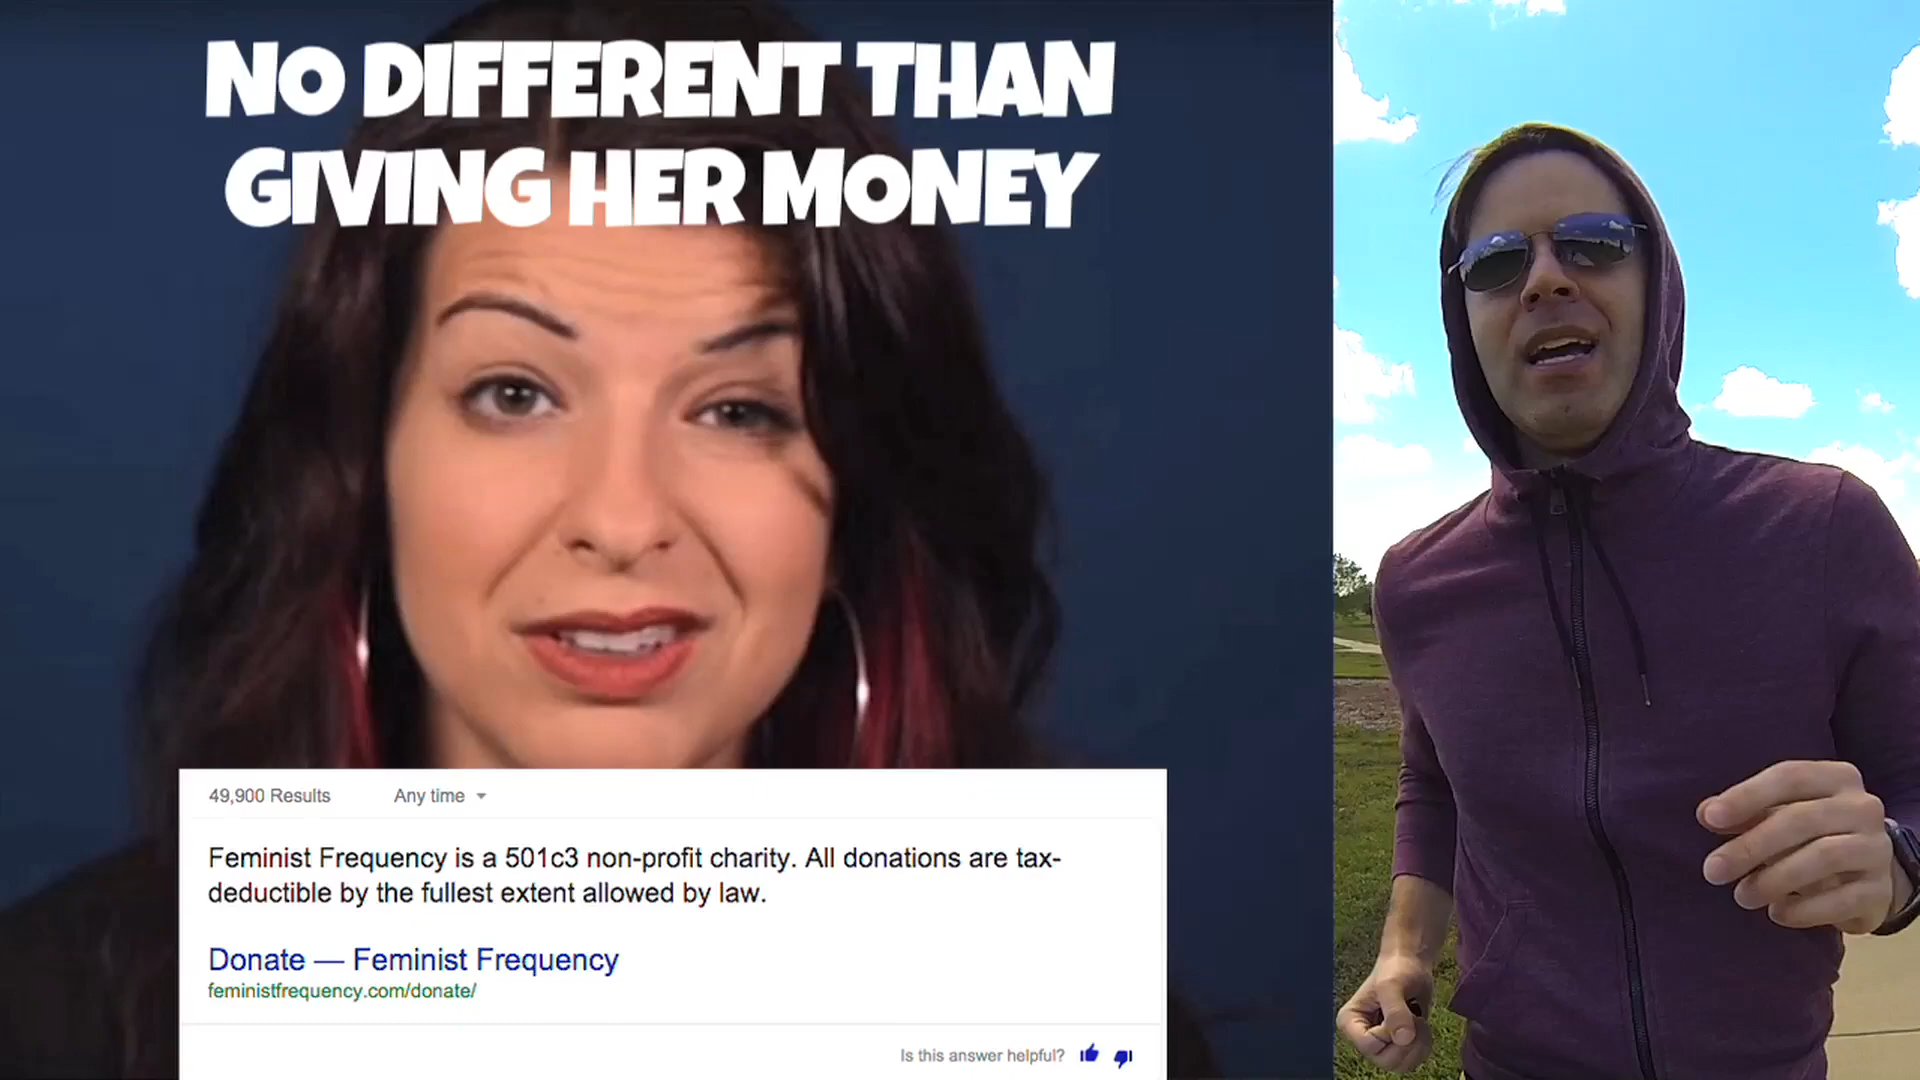 NO DIFFERENT THAN
GIVING HER MONEY
49,900 Results
Any time
Feminist Frequency is a 501c3 non-profit charity. All donations are tax-
deductible by the fullest extent allowed by law.
Donate — Feminist Frequency
feministfrequency.com/donate/
Is this answer helpful?